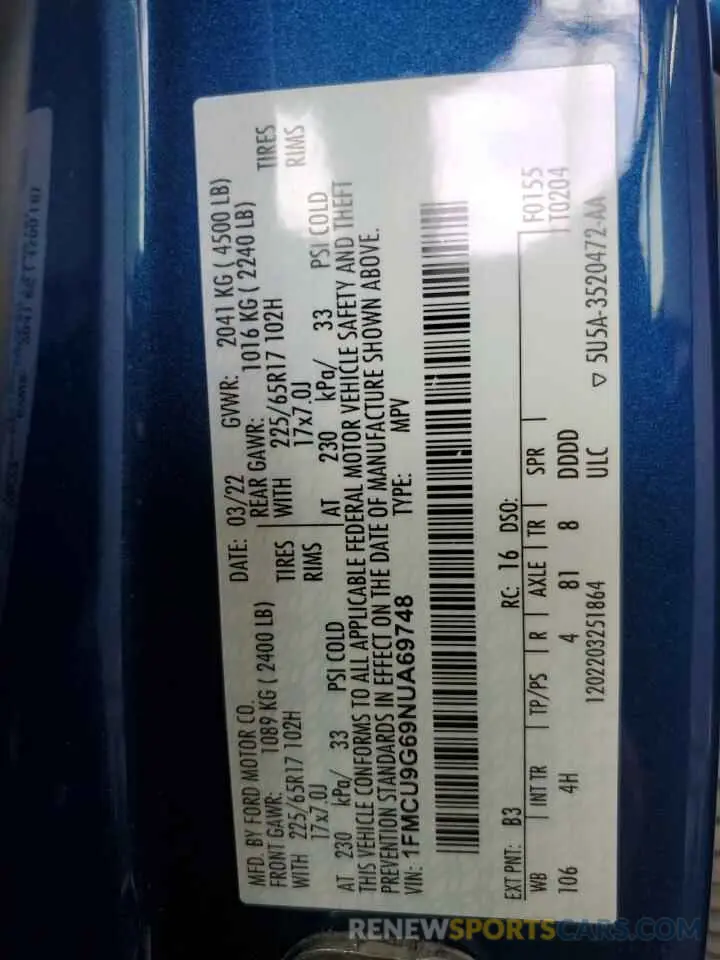 MFD. BY FORD MOTOR CO.
DATE: 03/22 GVWR: 2041 KG ( 4500 LB)
FRONT GAWR: 1089 KG ( 2400 LB) REAR GAWR: 1016 KG ( 2240 LB)
WITH 225/65R17 102H TIRES WITH 225/65R17 102H TIRES
17x7.0J RIMS 17x7.0J RIMS
AT 230 kPa/ 33 PSI COLD AT 230 kPa/ 33 PSI COLD
THIS VEHICLE CONFORMS TO ALL APPLICABLE FEDERAL MOTOR VEHICLE SAFETY AND THEFT
PREVENTION STANDARDS IN EFFECT ON THE DATE OF MANUFACTURE SHOWN ABOVE.
VIN: 1FMCU9G69NUA69748 TYPE: MPV
EXT PNT: B3 RC: 16 DSO: F0155
WB INT TR TP/PS R AXLE TR SPR T0204
106 4H 4 81 8 DDDD
1202203251864 ULC ▽ 5U5A-3520472-AA
RENEWSPORTSCARS.COM